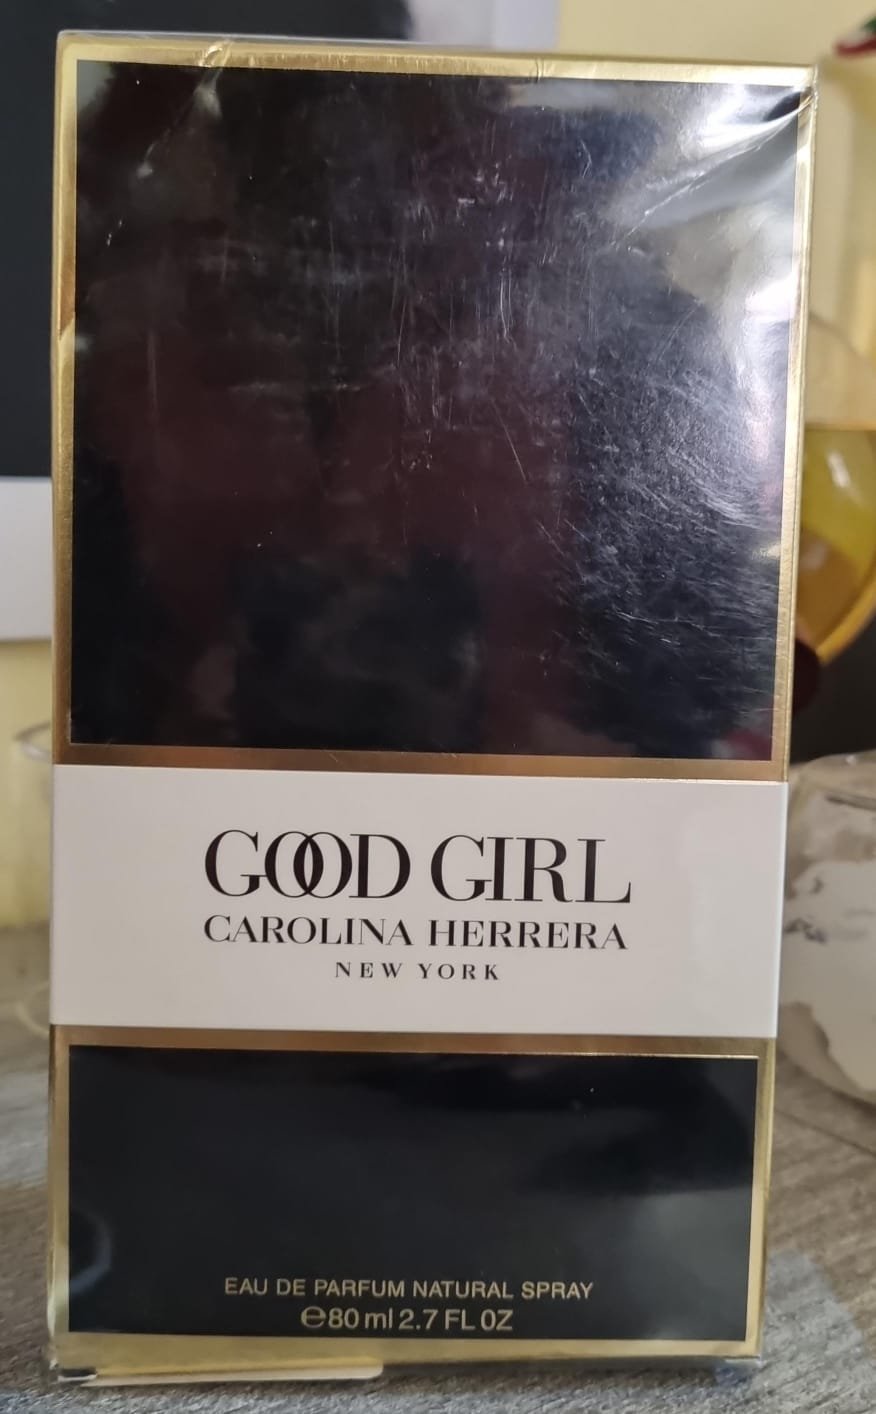 GOOD GIRL
CAROLINA HERRERA
NEW YORK
EAU DE PARFUM NATURAL SPRAY
℮80 ml 2.7 FL OZ